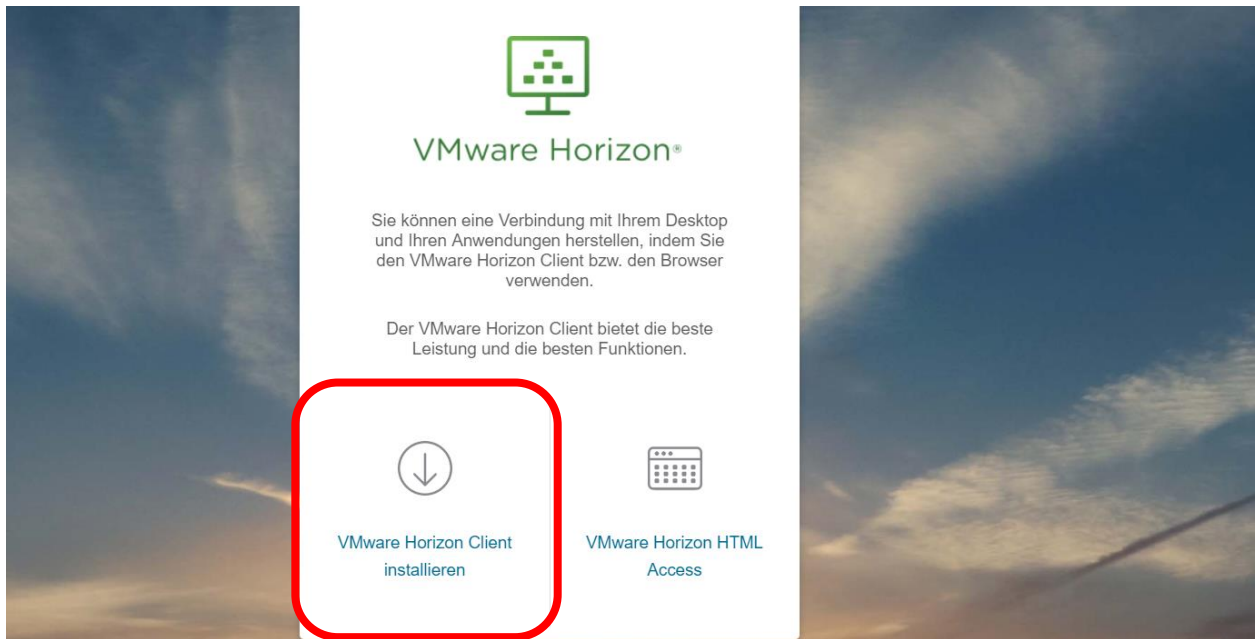 VMware Horizon®
Sie können eine Verbindung mit Ihrem Desktop
und Ihren Anwendungen herstellen, indem Sie
den VMware Horizon Client bzw. den Browser
verwenden.
Der VMware Horizon Client bietet die beste
Leistung und die besten Funktionen.
VMware Horizon Client
installieren
VMware Horizon HTML
Access